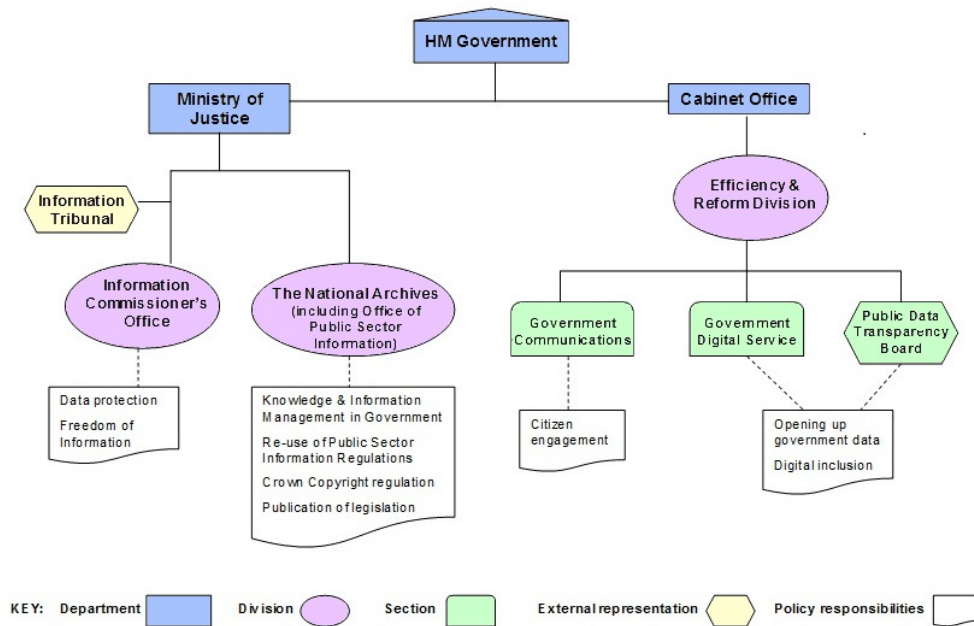 HM Government
Ministry of
Justice
Cabinet Office
Information
Tribunal
Efficiency &
Reform Division
Information
Commissioner's
Office
The National Archives
(including Office of
Public Sector
Information)
Government
Communications
Government
Digital Service
Public Data
Transparency
Board
Data protection
Freedom of
Information
Knowledge & Information
Management in Government
Re-use of Public Sector
Information Regulations
Crown Copyright regulation
Publication of legislation
Citizen
engagement
Opening up
government data
Digital inclusion
KEY: Department Division Section External representation Policy responsibilities